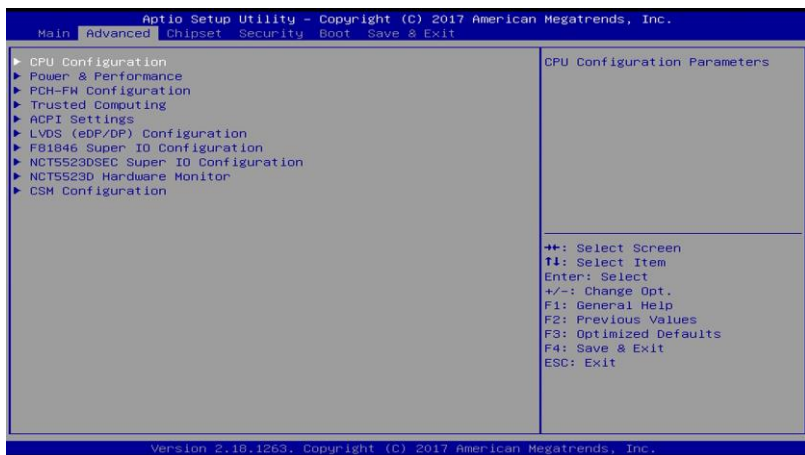 Aptio Setup Utility – Copyright (C) 2017 American Megatrends, Inc.
Main Advanced Chipset Security Boot Save & Exit
▶ CPU Configuration
▶ Power & Performance
▶ PCH-FW Configuration
▶ Trusted Computing
▶ ACPI Settings
▶ LVDS (eDP/DP) Configuration
▶ F81846 Super IO Configuration
▶ NCT5523DSEC Super IO Configuration
▶ NCT5523D Hardware Monitor
▶ CSM Configuration
CPU Configuration Parameters
→←: Select Screen
↑↓: Select Item
Enter: Select
+/-: Change Opt.
F1: General Help
F2: Previous Values
F3: Optimized Defaults
F4: Save & Exit
ESC: Exit
Version 2.18.1263. Copyright (C) 2017 American Megatrends, Inc.